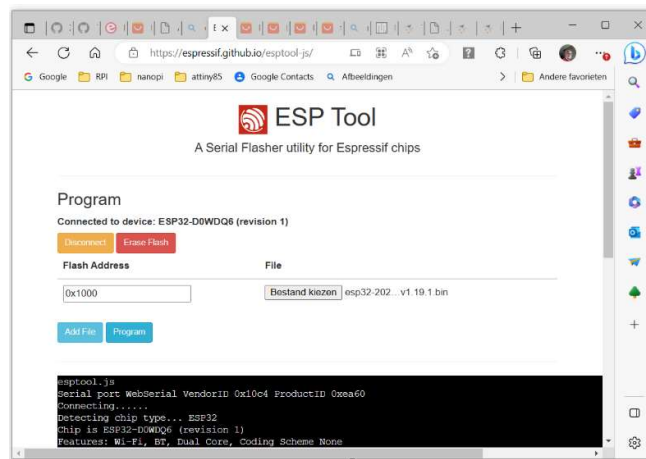 https://espressif.github.io/esptool-js/
Google RPI nanopi attiny85 Google Contacts Afbeeldingen Andere favorieten
ESP Tool
A Serial Flasher utility for Espressif chips
Program
Connected to device: ESP32-D0WDQ6 (revision 1)
Disconnect Erase Flash
Flash Address File
0x1000 Bestand kiezen esp32-202...v1.19.1.bin
Add File Program
esptool.js
Serial port WebSerial VendorID 0x10c4 ProductID 0xea60
Connecting......
Detecting chip type... ESP32
Chip is ESP32-D0WDQ6 (revision 1)
Features: Wi-Fi, BT, Dual Core, Coding Scheme None